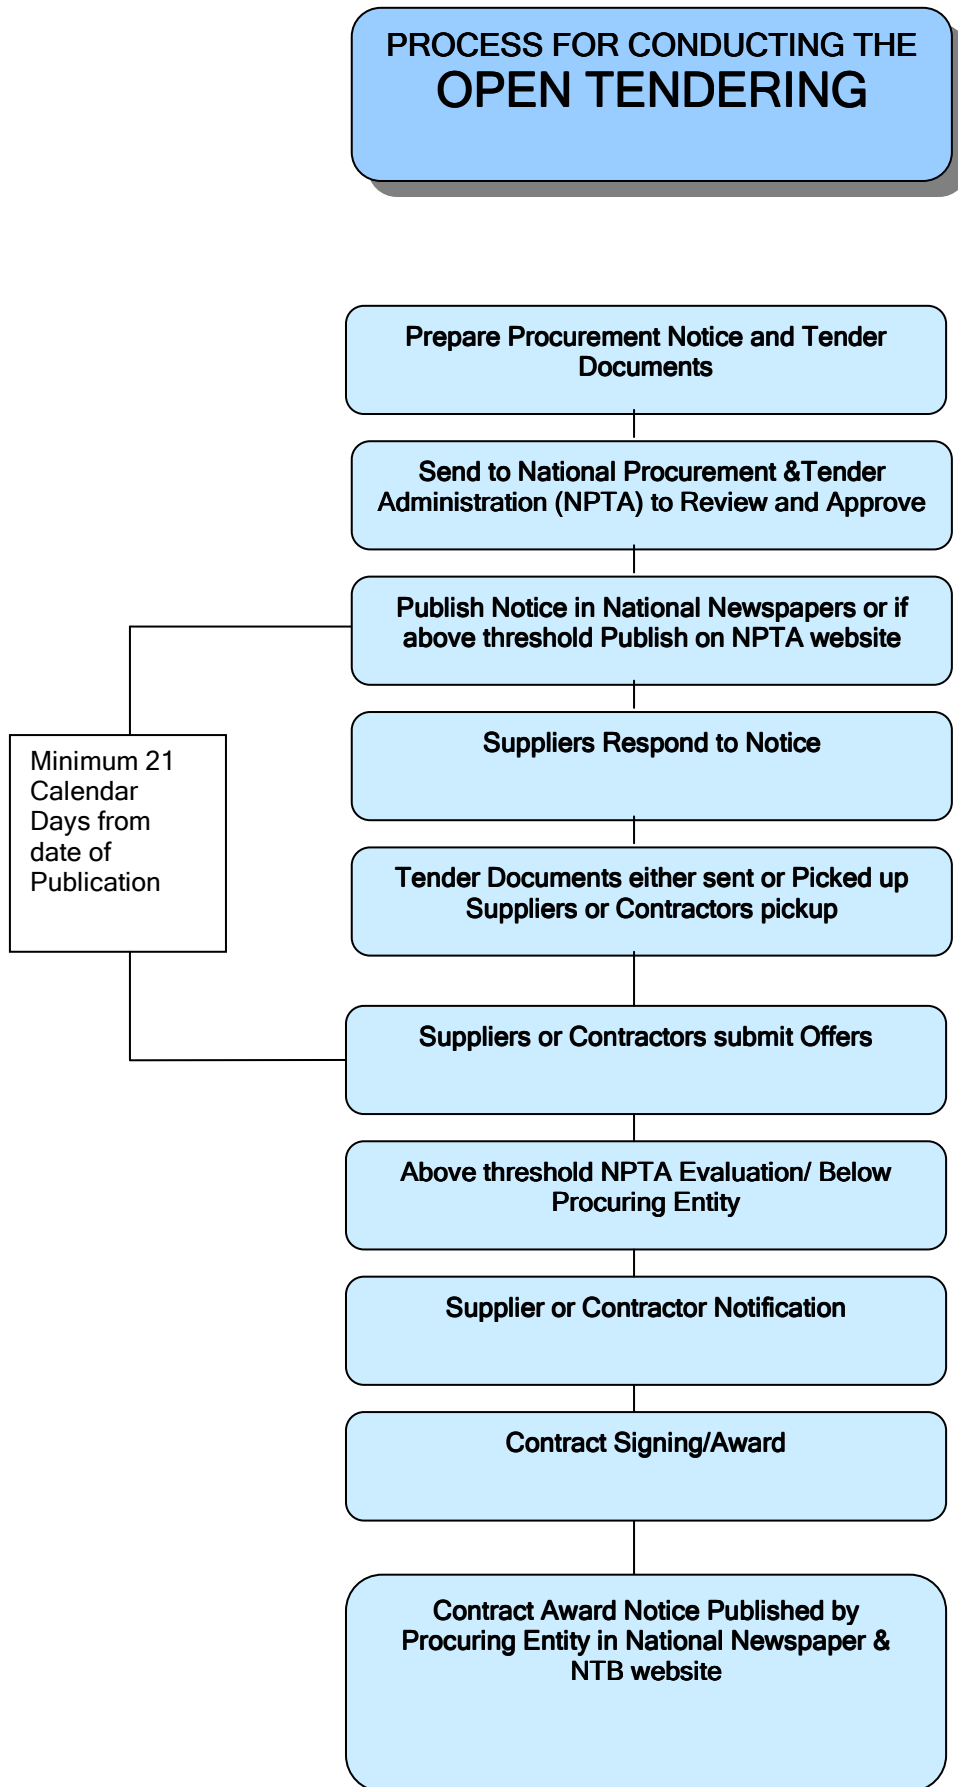 PROCESS FOR CONDUCTING THE
OPEN TENDERING
Prepare Procurement Notice and Tender
Documents
Send to National Procurement &Tender
Administration (NPTA) to Review and Approve
Publish Notice in National Newspapers or if
above threshold Publish on NPTA website
Suppliers Respond to Notice
Minimum 21
Calendar
Days from
date of
Publication
Tender Documents either sent or Picked up
Suppliers or Contractors pickup
Suppliers or Contractors submit Offers
Above threshold NPTA Evaluation/ Below
Procuring Entity
Supplier or Contractor Notification
Contract Signing/Award
Contract Award Notice Published by
Procuring Entity in National Newspaper &
NTB website